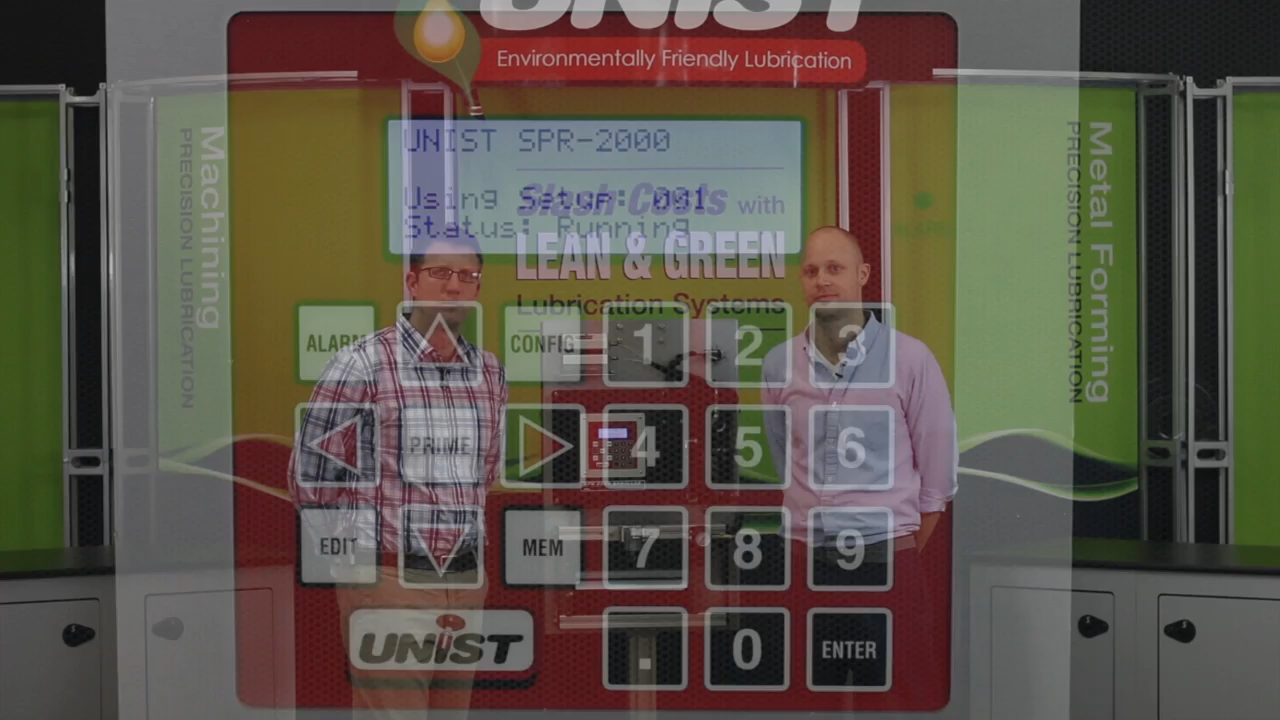 UNIST
Environmentally Friendly Lubrication
UNIST SPR-2000
Using Setup: 001
Status: Running
Slash Costs with
LEAN & GREEN
Lubrication Systems
Machining
PRECISION LUBRICATION
Metal Forming
PRECISION LUBRICATION
ALARM
CONFIG
1
2
3
PRIME
4
5
6
EDIT
MEM
7
8
9
UNIST
.
0
ENTER